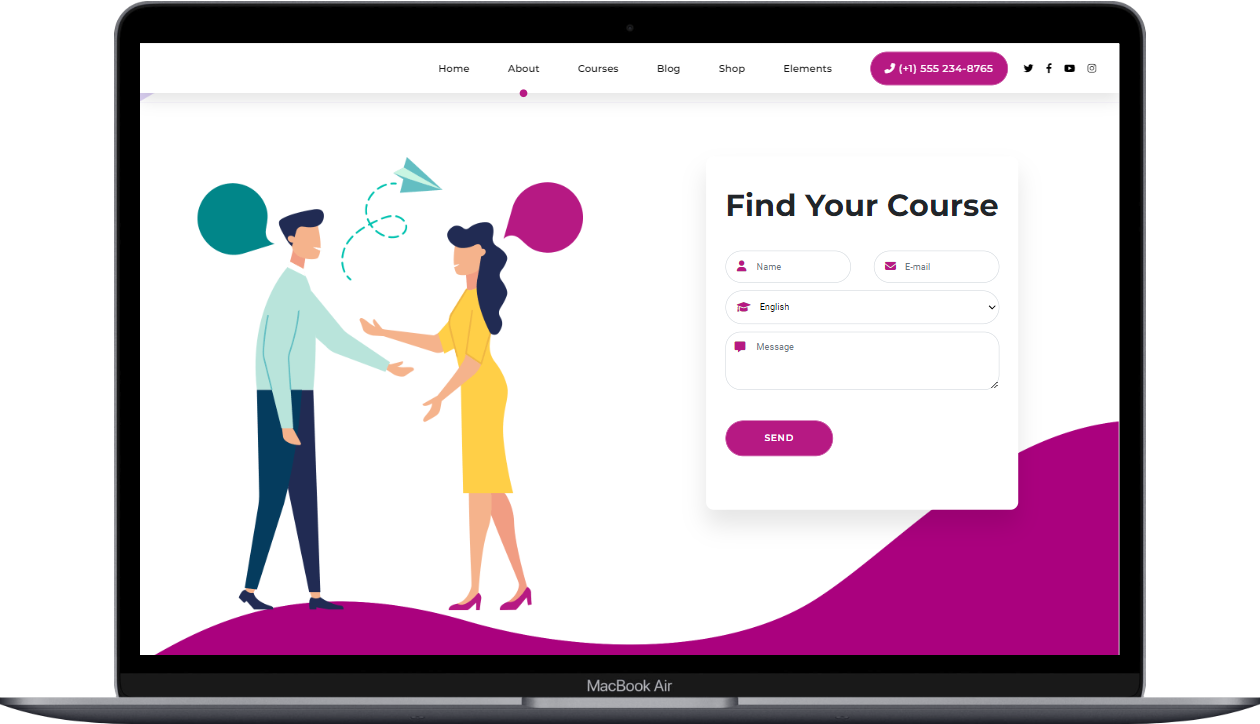 Home About Courses Blog Shop Elements (+1) 555 234-8765
Find Your Course
Name E-mail
English
Message
SEND
MacBook Air